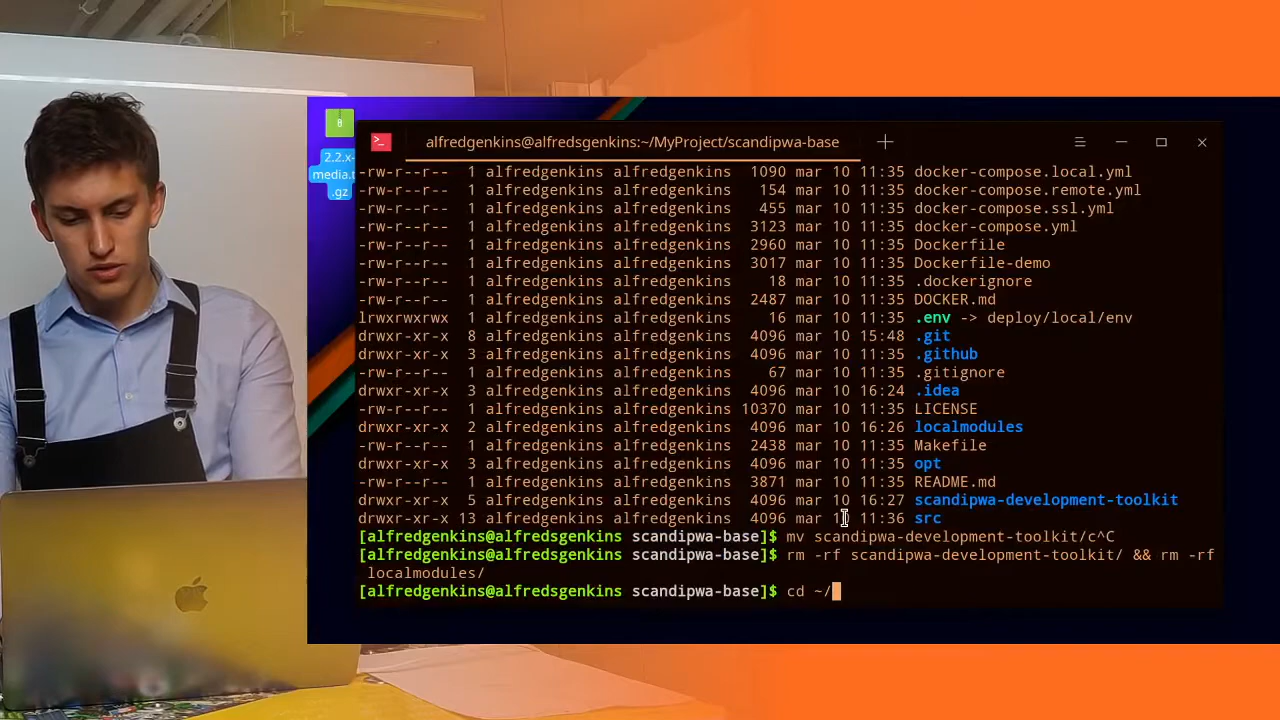 8
2.2.x-
media.t
.gz
alfredgenkins@alfredsgenkins:~/MyProject/scandipwa-base
-rw-r--r-- 1 alfredgenkins alfredgenkins 1090 mar 10 11:35 docker-compose.local.yml
-rw-r--r-- 1 alfredgenkins alfredgenkins 154 mar 10 11:35 docker-compose.remote.yml
-rw-r--r-- 1 alfredgenkins alfredgenkins 455 mar 10 11:35 docker-compose.ssl.yml
-rw-r--r-- 1 alfredgenkins alfredgenkins 3123 mar 10 11:35 docker-compose.yml
-rw-r--r-- 1 alfredgenkins alfredgenkins 2960 mar 10 11:35 Dockerfile
-rw-r--r-- 1 alfredgenkins alfredgenkins 3017 mar 10 11:35 Dockerfile-demo
-rw-r--r-- 1 alfredgenkins alfredgenkins 18 mar 10 11:35 .dockerignore
-rw-r--r-- 1 alfredgenkins alfredgenkins 2487 mar 10 11:35 DOCKER.md
lrwxrwxrwx 1 alfredgenkins alfredgenkins 16 mar 10 11:35 .env -> deploy/local/env
drwxr-xr-x 8 alfredgenkins alfredgenkins 4096 mar 10 15:48 .git
drwxr-xr-x 3 alfredgenkins alfredgenkins 4096 mar 10 11:35 .github
-rw-r--r-- 1 alfredgenkins alfredgenkins 67 mar 10 11:35 .gitignore
drwxr-xr-x 3 alfredgenkins alfredgenkins 4096 mar 10 16:24 .idea
-rw-r--r-- 1 alfredgenkins alfredgenkins 10370 mar 10 11:35 LICENSE
drwxr-xr-x 2 alfredgenkins alfredgenkins 4096 mar 10 16:26 localmodules
-rw-r--r-- 1 alfredgenkins alfredgenkins 2438 mar 10 11:35 Makefile
drwxr-xr-x 3 alfredgenkins alfredgenkins 4096 mar 10 11:35 opt
-rw-r--r-- 1 alfredgenkins alfredgenkins 3871 mar 10 11:35 README.md
drwxr-xr-x 5 alfredgenkins alfredgenkins 4096 mar 10 16:27 scandipwa-development-toolkit
drwxr-xr-x 13 alfredgenkins alfredgenkins 4096 mar 10 11:36 src
[alfredgenkins@alfredsgenkins scandipwa-base]$ mv scandipwa-development-toolkit/c^C
[alfredgenkins@alfredsgenkins scandipwa-base]$ rm -rf scandipwa-development-toolkit/ && rm -rf
localmodules/
[alfredgenkins@alfredsgenkins scandipwa-base]$ cd ~/